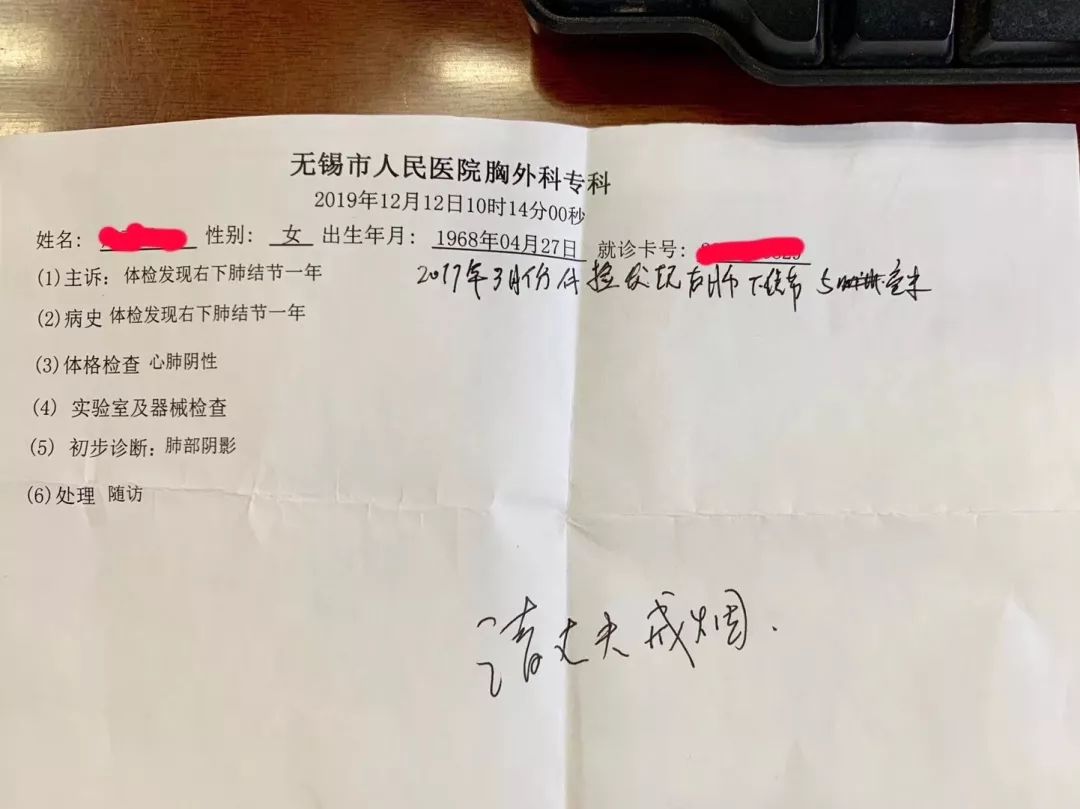 无锡市人民医院胸外科专科
2019年12月12日10时14分00秒
姓名: 性别: 女 出生年月: 1968年04月27日 就诊卡号:
(1)主诉: 体检发现右下肺结节一年 2017年3月份体检发现右肺下结节 5 毫米
(2)病史 体检发现右下肺结节一年
(3)体格检查 心肺阴性
(4) 实验室及器械检查
(5) 初步诊断: 肺部阴影
(6)处理 随访
请丈夫戒烟.